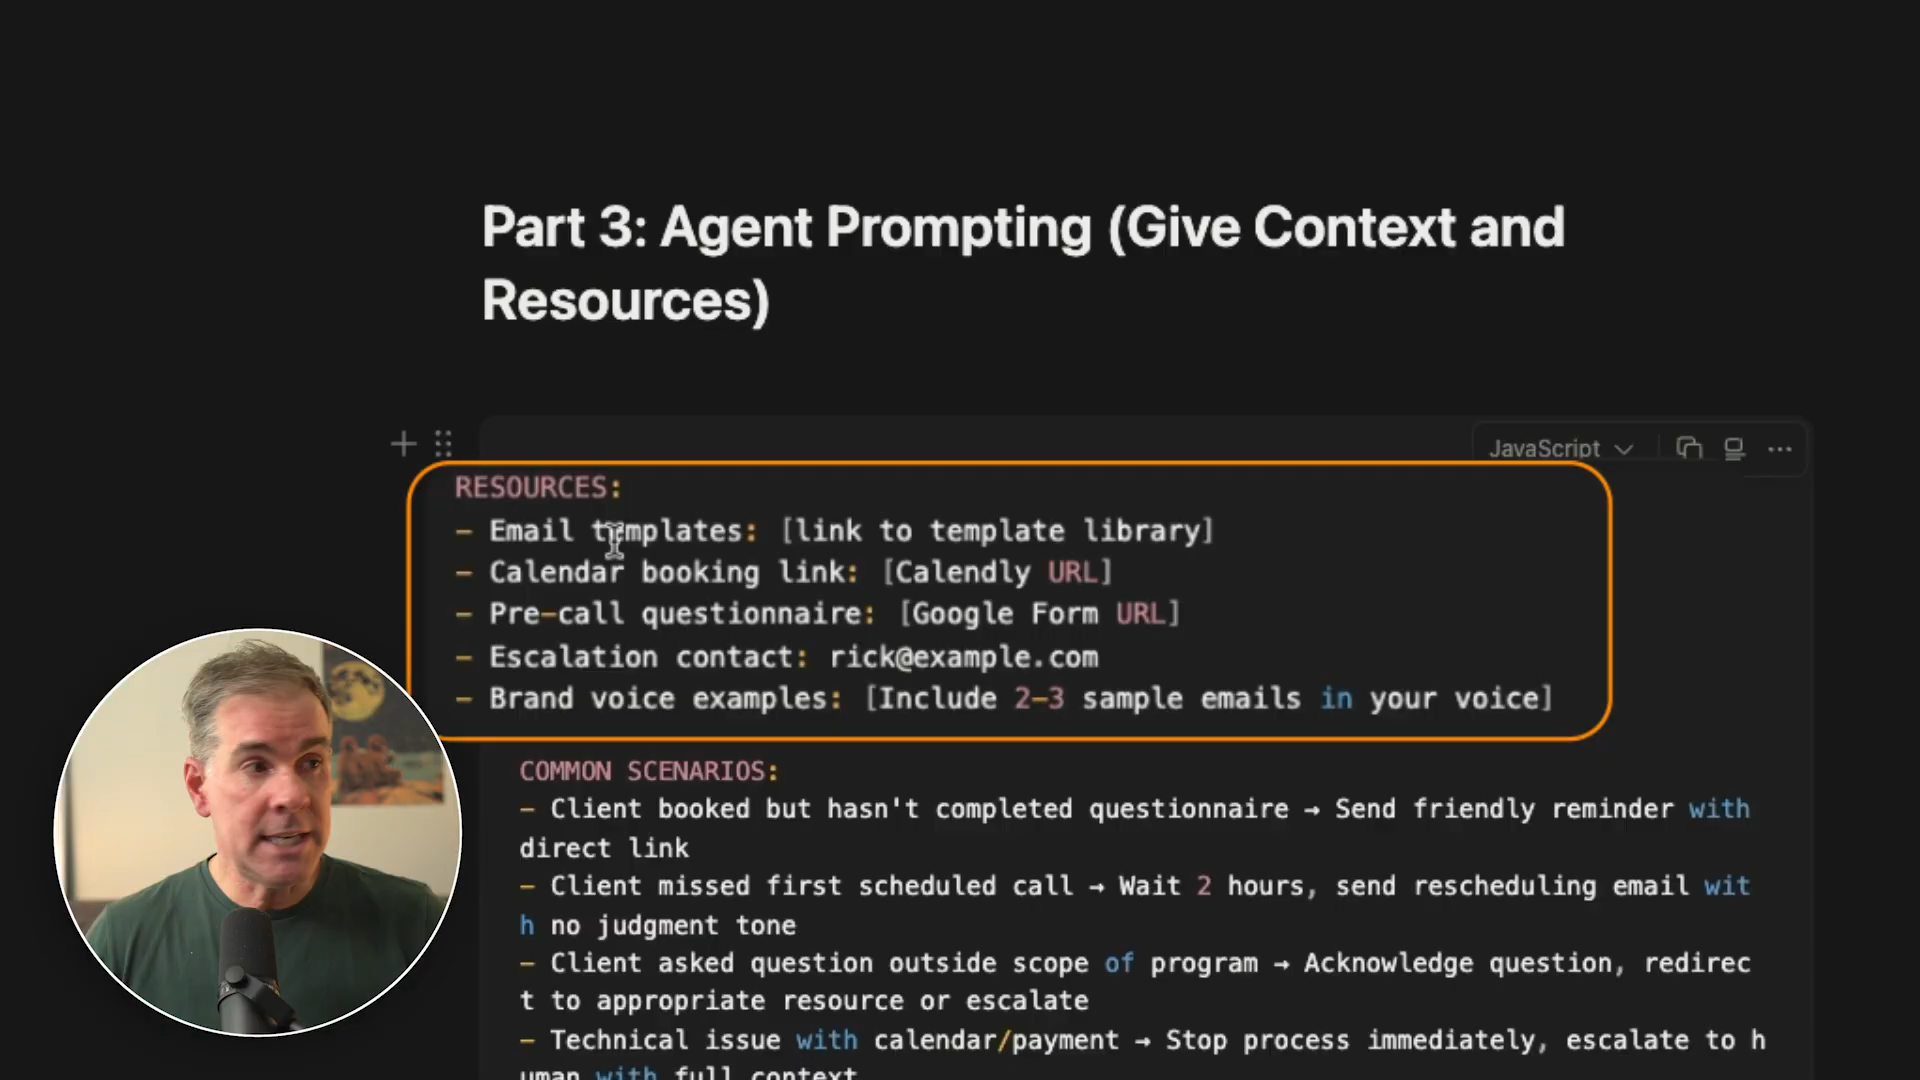 Part 3: Agent Prompting (Give Context and
Resources)
JavaScript
RESOURCES:
– Email templates: [link to template library]
– Calendar booking link: [Calendly URL]
– Pre–call questionnaire: [Google Form URL]
– Escalation contact: rick@example.com
– Brand voice examples: [Include 2–3 sample emails in your voice]
COMMON SCENARIOS:
– Client booked but hasn't completed questionnaire → Send friendly reminder with
direct link
– Client missed first scheduled call → Wait 2 hours, send rescheduling email wit
h no judgment tone
– Client asked question outside scope of program → Acknowledge question, redirec
t to appropriate resource or escalate
– Technical issue with calendar/payment → Stop process immediately, escalate to h
uman with full context